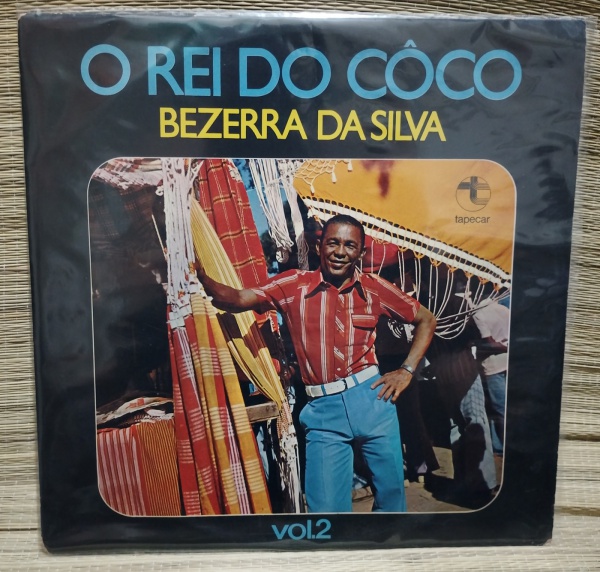 O REI DO CÔCO
BEZERRA DA SILVA
tapecar
vol.2